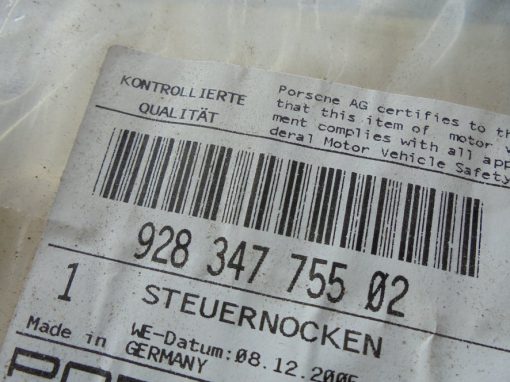 KONTROLLIERTE
QUALITÄT
Porsche AG certifies to th
that this item of motor v
ment complies with all app
deral Motor Vehicle Safety
928 347 755 02
1 STEUERNOCKEN
Made in WE-Datum:08.12.2005
GERMANY